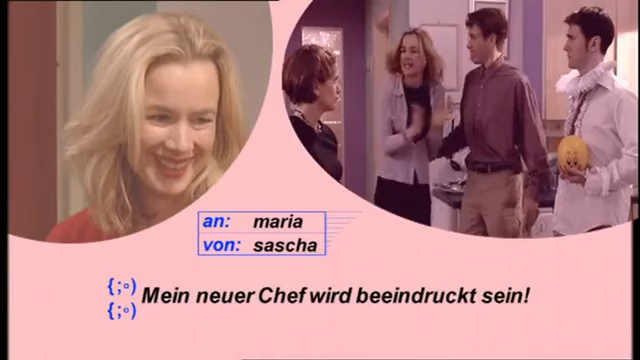 an: maria
von: sascha
{;o)
{;o)
Mein neuer Chef wird beeindruckt sein!